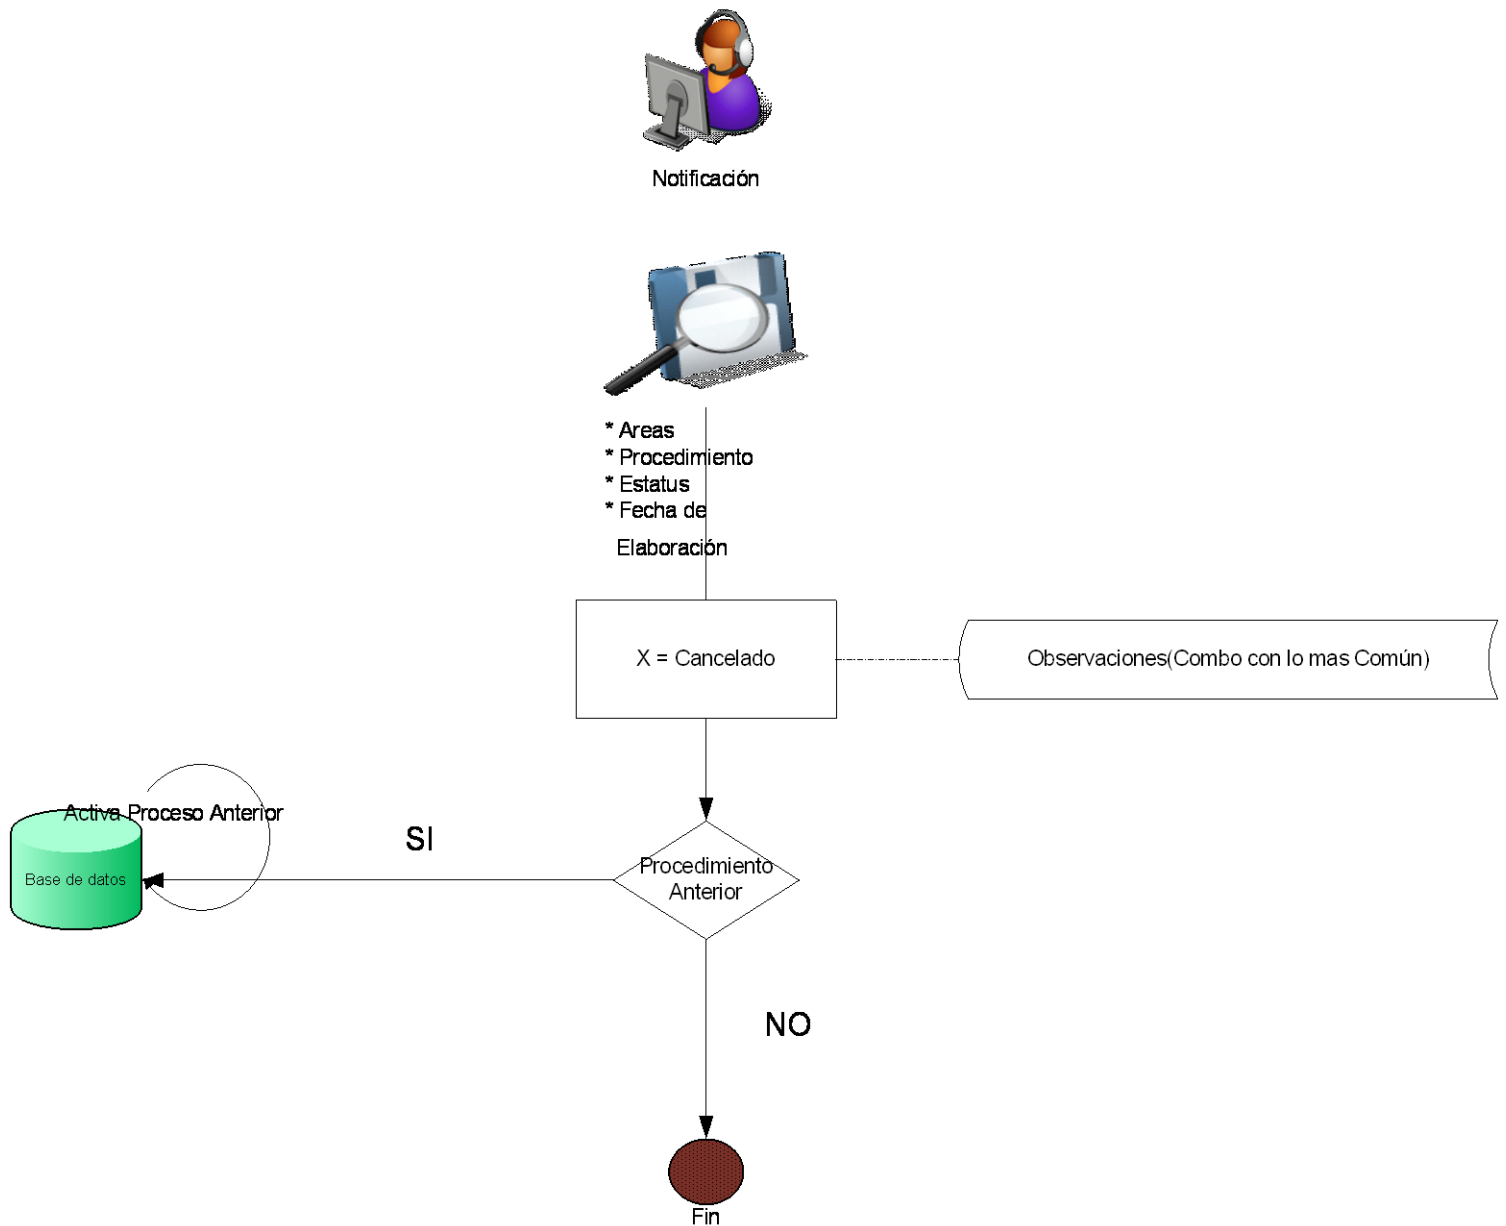 Notificación
* Areas
* Procedimiento
* Estatus
* Fecha de
Elaboración
X = Cancelado
Observaciones(Combo con lo mas Común)
Activa Proceso Anterior
Base de datos
SI
Procedimiento
Anterior
NO
Fin